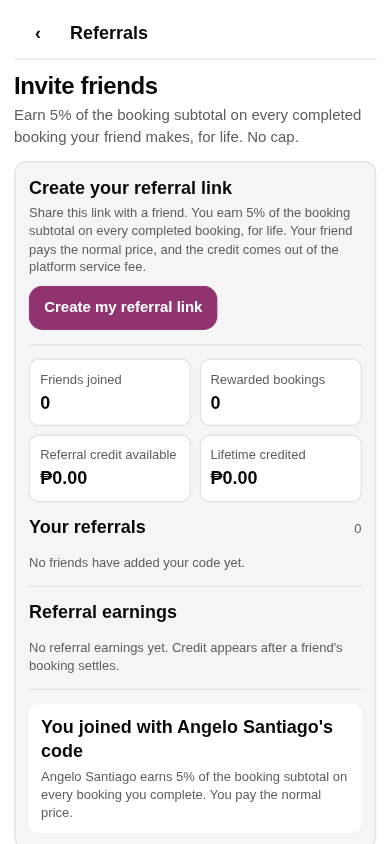 ‹ Referrals
Invite friends
Earn 5% of the booking subtotal on every completed
booking your friend makes, for life. No cap.
Create your referral link
Share this link with a friend. You earn 5% of the booking
subtotal on every completed booking, for life. Your friend
pays the normal price, and the credit comes out of the
platform service fee.
Create my referral link
Friends joined
0
Rewarded bookings
0
Referral credit available
₱0.00
Lifetime credited
₱0.00
Your referrals 0
No friends have added your code yet.
Referral earnings
No referral earnings yet. Credit appears after a friend's
booking settles.
You joined with Angelo Santiago's
code
Angelo Santiago earns 5% of the booking subtotal on
every booking you complete. You pay the normal
price.